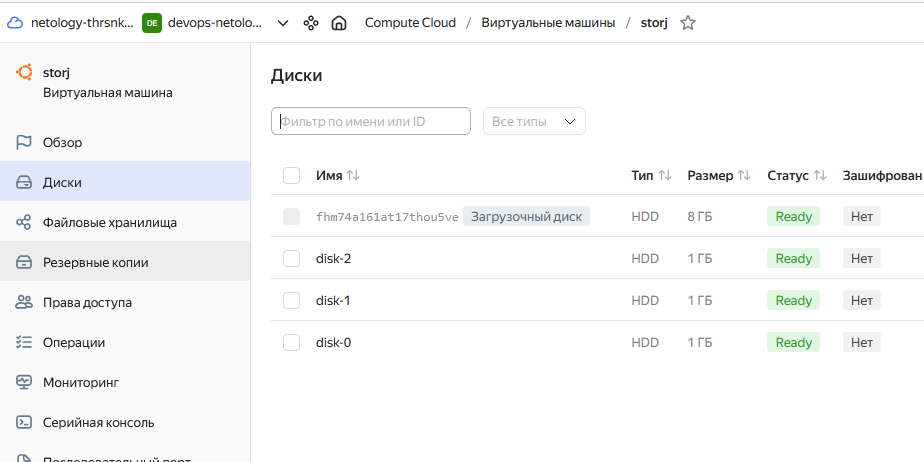 netology-thrsnk... DE devops-netolo... Compute Cloud / Виртуальные машины / storj
storj
Виртуальная машина
Обзор
Диски
Файловые хранилища
Резервные копии
Права доступа
Операции
Мониторинг
Серийная консоль
Последовательный порт
Диски
Фильтр по имени или ID Все типы
Имя Тип Размер Статус Зашифрован
fhm74a161at17thou5ve Загрузочный диск HDD 8 ГБ Ready Нет
disk-2 HDD 1 ГБ Ready Нет
disk-1 HDD 1 ГБ Ready Нет
disk-0 HDD 1 ГБ Ready Нет